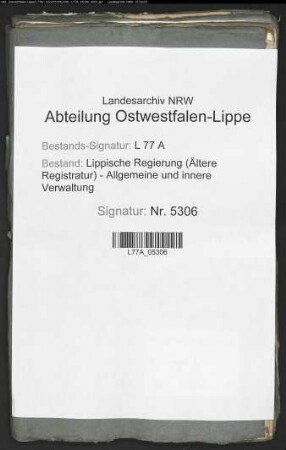 Landesarchiv NRW
Abteilung Ostwestfalen-Lippe
Bestands-Signatur: L 77 A
Bestand: Lippische Regierung (Ältere
Registratur) - Allgemeine und innere
Verwaltung
Signatur: Nr. 5306
L77A_05306